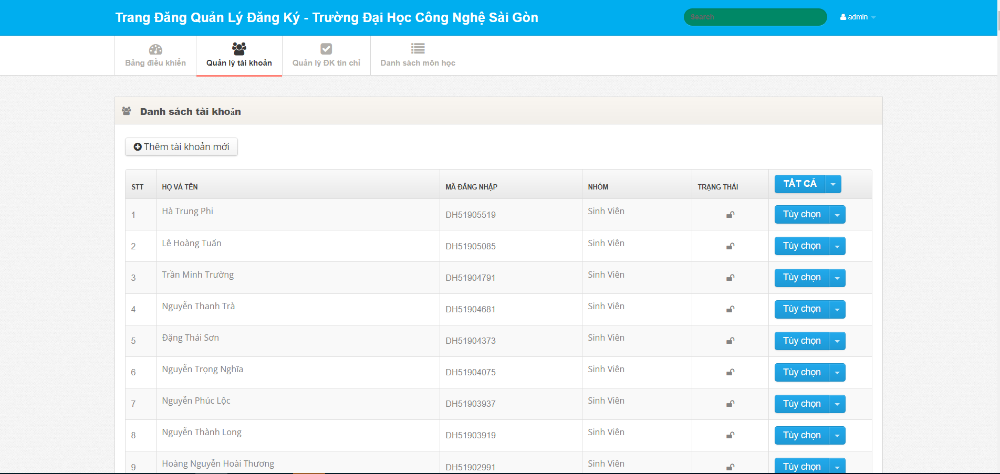 Trang Đăng Quản Lý Đăng Ký - Trường Đại Học Công Nghệ Sài Gòn
Search
admin
Bảng điều khiển
Quản lý tài khoản
Quản lý ĐK tín chỉ
Danh sách môn học
Danh sách tài khoản
Thêm tài khoản mới
STT HỌ VÀ TÊN MÃ ĐĂNG NHẬP NHÓM TRẠNG THÁI TẤT CẢ
1 Hà Trung Phi DH51905519 Sinh Viên Tùy chọn
2 Lê Hoàng Tuấn DH51905085 Sinh Viên Tùy chọn
3 Trần Minh Trường DH51904791 Sinh Viên Tùy chọn
4 Nguyễn Thanh Trà DH51904681 Sinh Viên Tùy chọn
5 Đặng Thái Sơn DH51904373 Sinh Viên Tùy chọn
6 Nguyễn Trọng Nghĩa DH51904075 Sinh Viên Tùy chọn
7 Nguyễn Phúc Lộc DH51903937 Sinh Viên Tùy chọn
8 Nguyễn Thành Long DH51903919 Sinh Viên Tùy chọn
9 Hoàng Nguyễn Hoài Thương DH51902991 Sinh Viên Tùy chọn